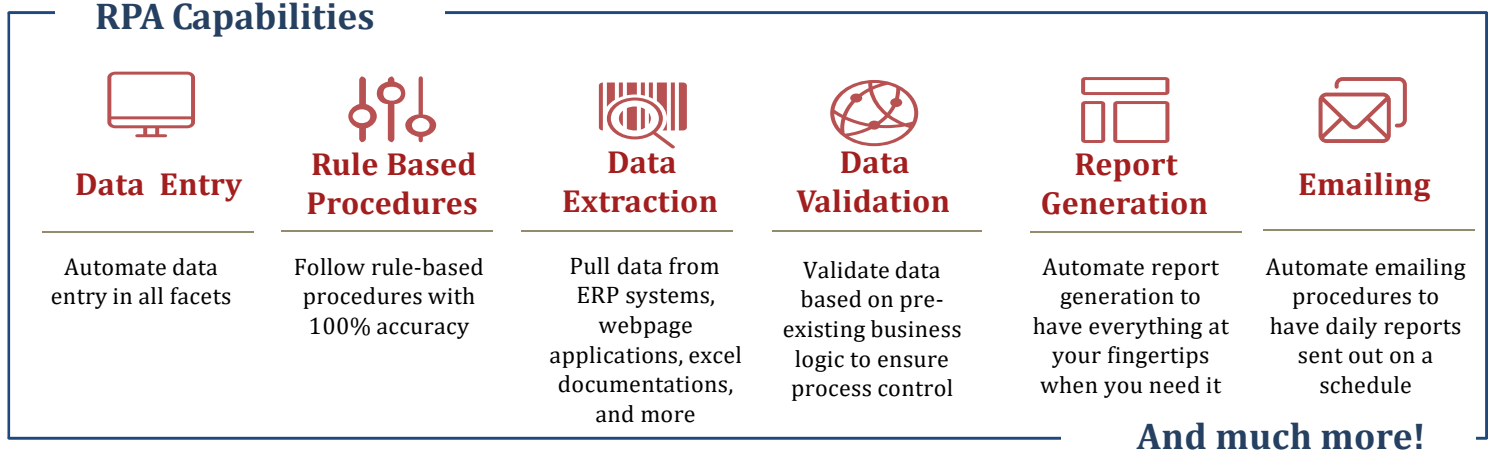 RPA Capabilities
Data Entry
Automate data
entry in all facets
Rule Based
Procedures
Follow rule-based
procedures with
100% accuracy
Data
Extraction
Pull data from
ERP systems,
webpage
applications, excel
documentations,
and more
Data
Validation
Validate data
based on pre-
existing business
logic to ensure
process control
Report
Generation
Automate report
generation to
have everything at
your fingertips
when you need it
Emailing
Automate emailing
procedures to
have daily reports
sent out on a
schedule
And much more!